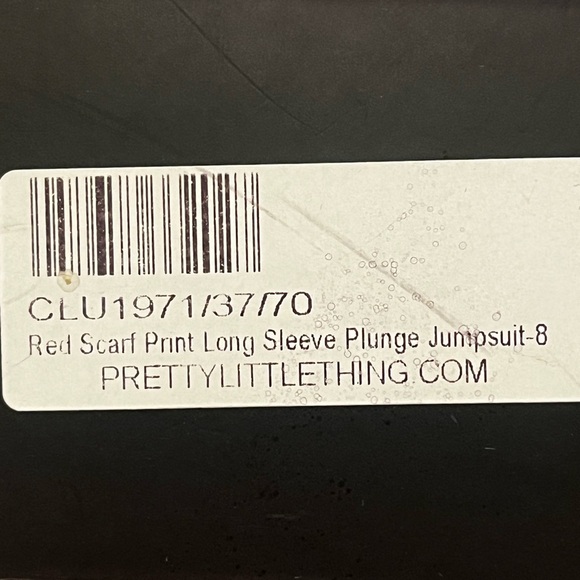 CLU1971/37/70
Red Scarf Print Long Sleeve Plunge Jumpsuit-8
PRETTYLITTLETHING.COM